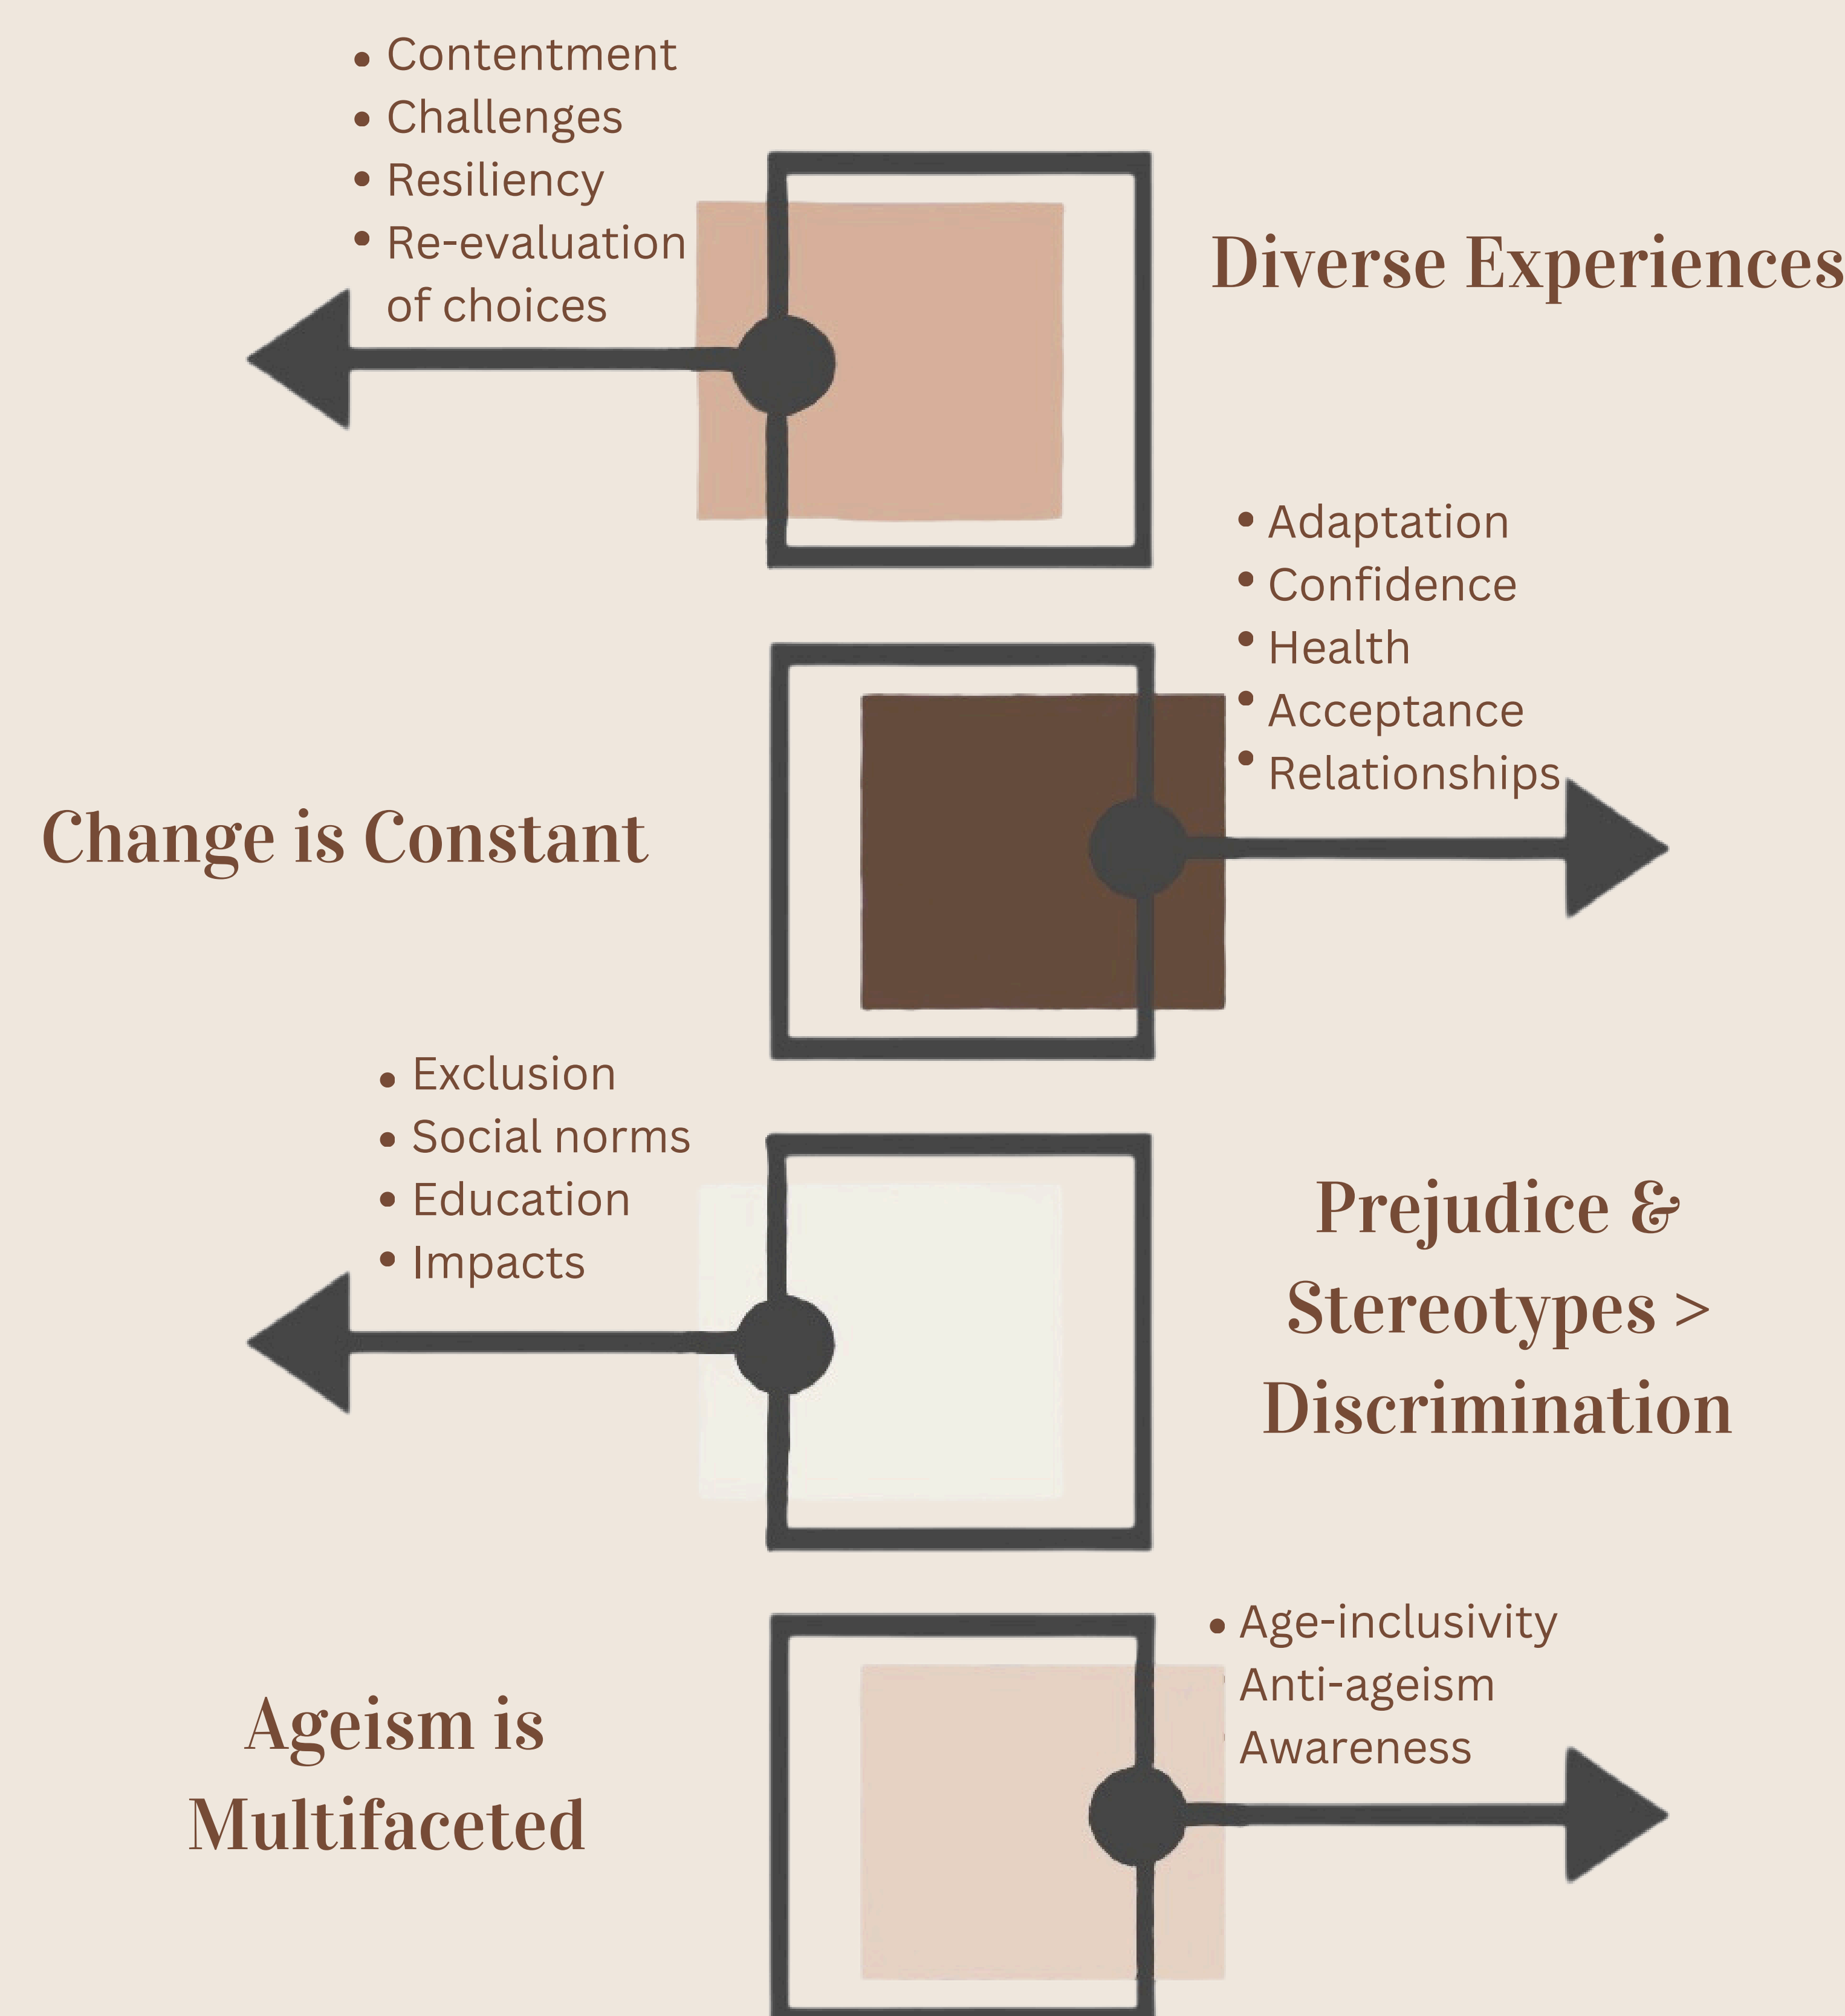 • Contentment
• Challenges
• Resiliency
• Re-evaluation
of choices
Diverse Experiences
• Adaptation
• Confidence
• Health
• Acceptance
• Relationships
Change is Constant
• Exclusion
• Social norms
• Education
• Impacts
Prejudice &
Stereotypes >
Discrimination
• Age-inclusivity
Anti-ageism
Awareness
Ageism is
Multifaceted